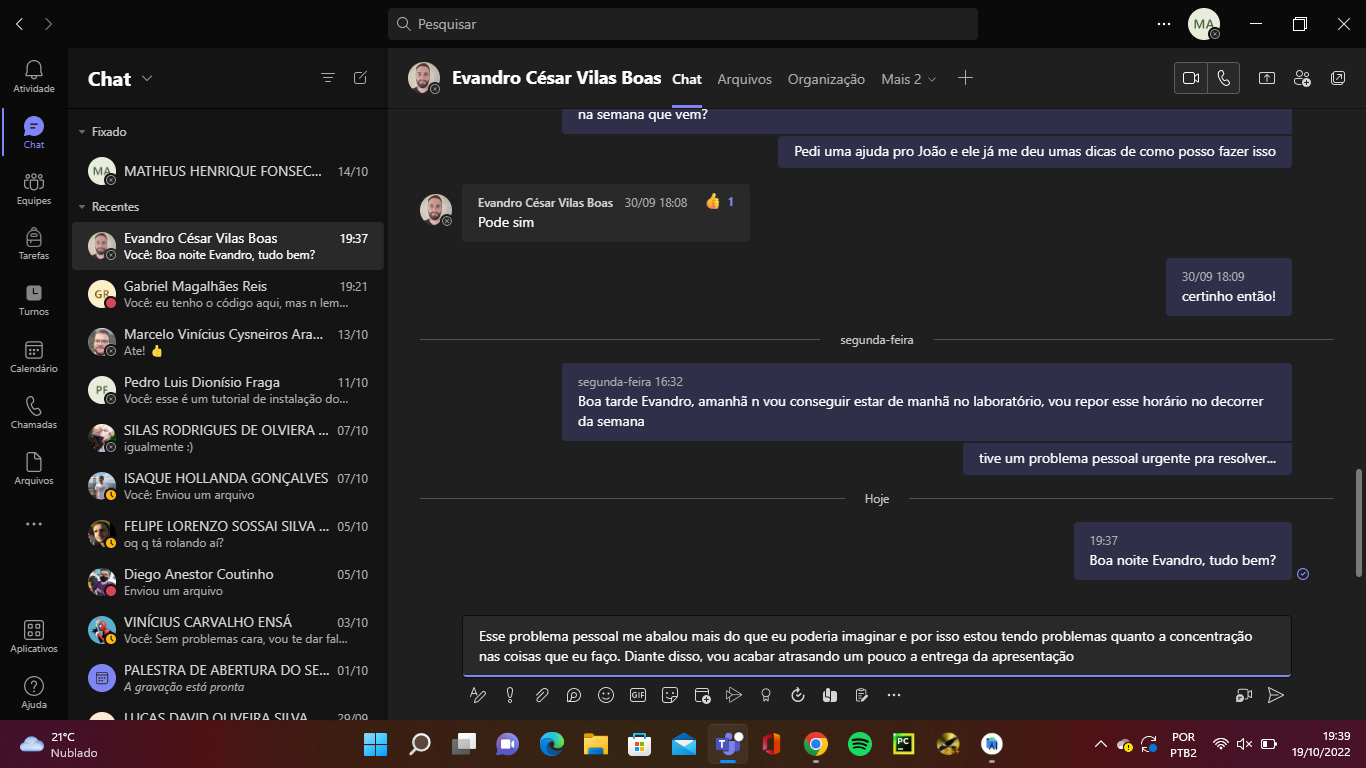 Pesquisar
MA
Atividade
Chat
Equipes
Tarefas
Turnos
Calendário
Chamadas
Arquivos
Aplicativos
Ajuda
Chat
Fixado
MA
MATHEUS HENRIQUE FONSEC... 14/10
Recentes
Evandro César Vilas Boas 19:37
Você: Boa noite Evandro, tudo bem?
GR
Gabriel Magalhães Reis 19:21
Você: eu tenho o código aqui, mas n lem...
Marcelo Vinícius Cysneiros Ara... 13/10
Ate! 👍
PF
Pedro Luis Dionísio Fraga 11/10
Você: esse é um tutorial de instalação do...
SILAS RODRIGUES DE OLVIERA ... 07/10
igualmente :)
ISAQUE HOLLANDA GONÇALVES 07/10
Você: Enviou um arquivo
FELIPE LORENZO SOSSAI SILVA ... 05/10
oq q tá rolando aí?
Diego Anestor Coutinho 05/10
Enviou um arquivo
VINÍCIUS CARVALHO ENSÁ 03/10
Você: Sem problemas cara, vou te dar fal...
PALESTRA DE ABERTURA DO SE... 01/10
A gravação está pronta
LUCAS DAVID OLIVEIRA SILVA 29/09
Evandro César Vilas Boas Chat Arquivos Organização Mais 2
na semana que vem?
Pedi uma ajuda pro João e ele já me deu umas dicas de como posso fazer isso
Evandro César Vilas Boas 30/09 18:08 👍 1
Pode sim
30/09 18:09
certinho então!
segunda-feira
segunda-feira 16:32
Boa tarde Evandro, amanhã n vou conseguir estar de manhã no laboratório, vou repor esse horário no decorrer
da semana
tive um problema pessoal urgente pra resolver...
Hoje
19:37
Boa noite Evandro, tudo bem?
Esse problema pessoal me abalou mais do que eu poderia imaginar e por isso estou tendo problemas quanto a concentração
nas coisas que eu faço. Diante disso, vou acabar atrasando um pouco a entrega da apresentação
GIF
21°C
Nublado
PC
POR
PTB2
19:39
19/10/2022